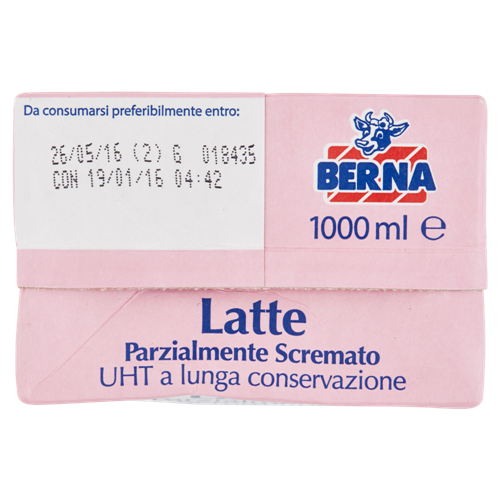 Da consumarsi preferibilmente entro:
26/05/16 (2) G 018435
CON 19/01/16 04:42
BERNA
1000 ml e
Latte
Parzialmente Scremato
UHT a lunga conservazione